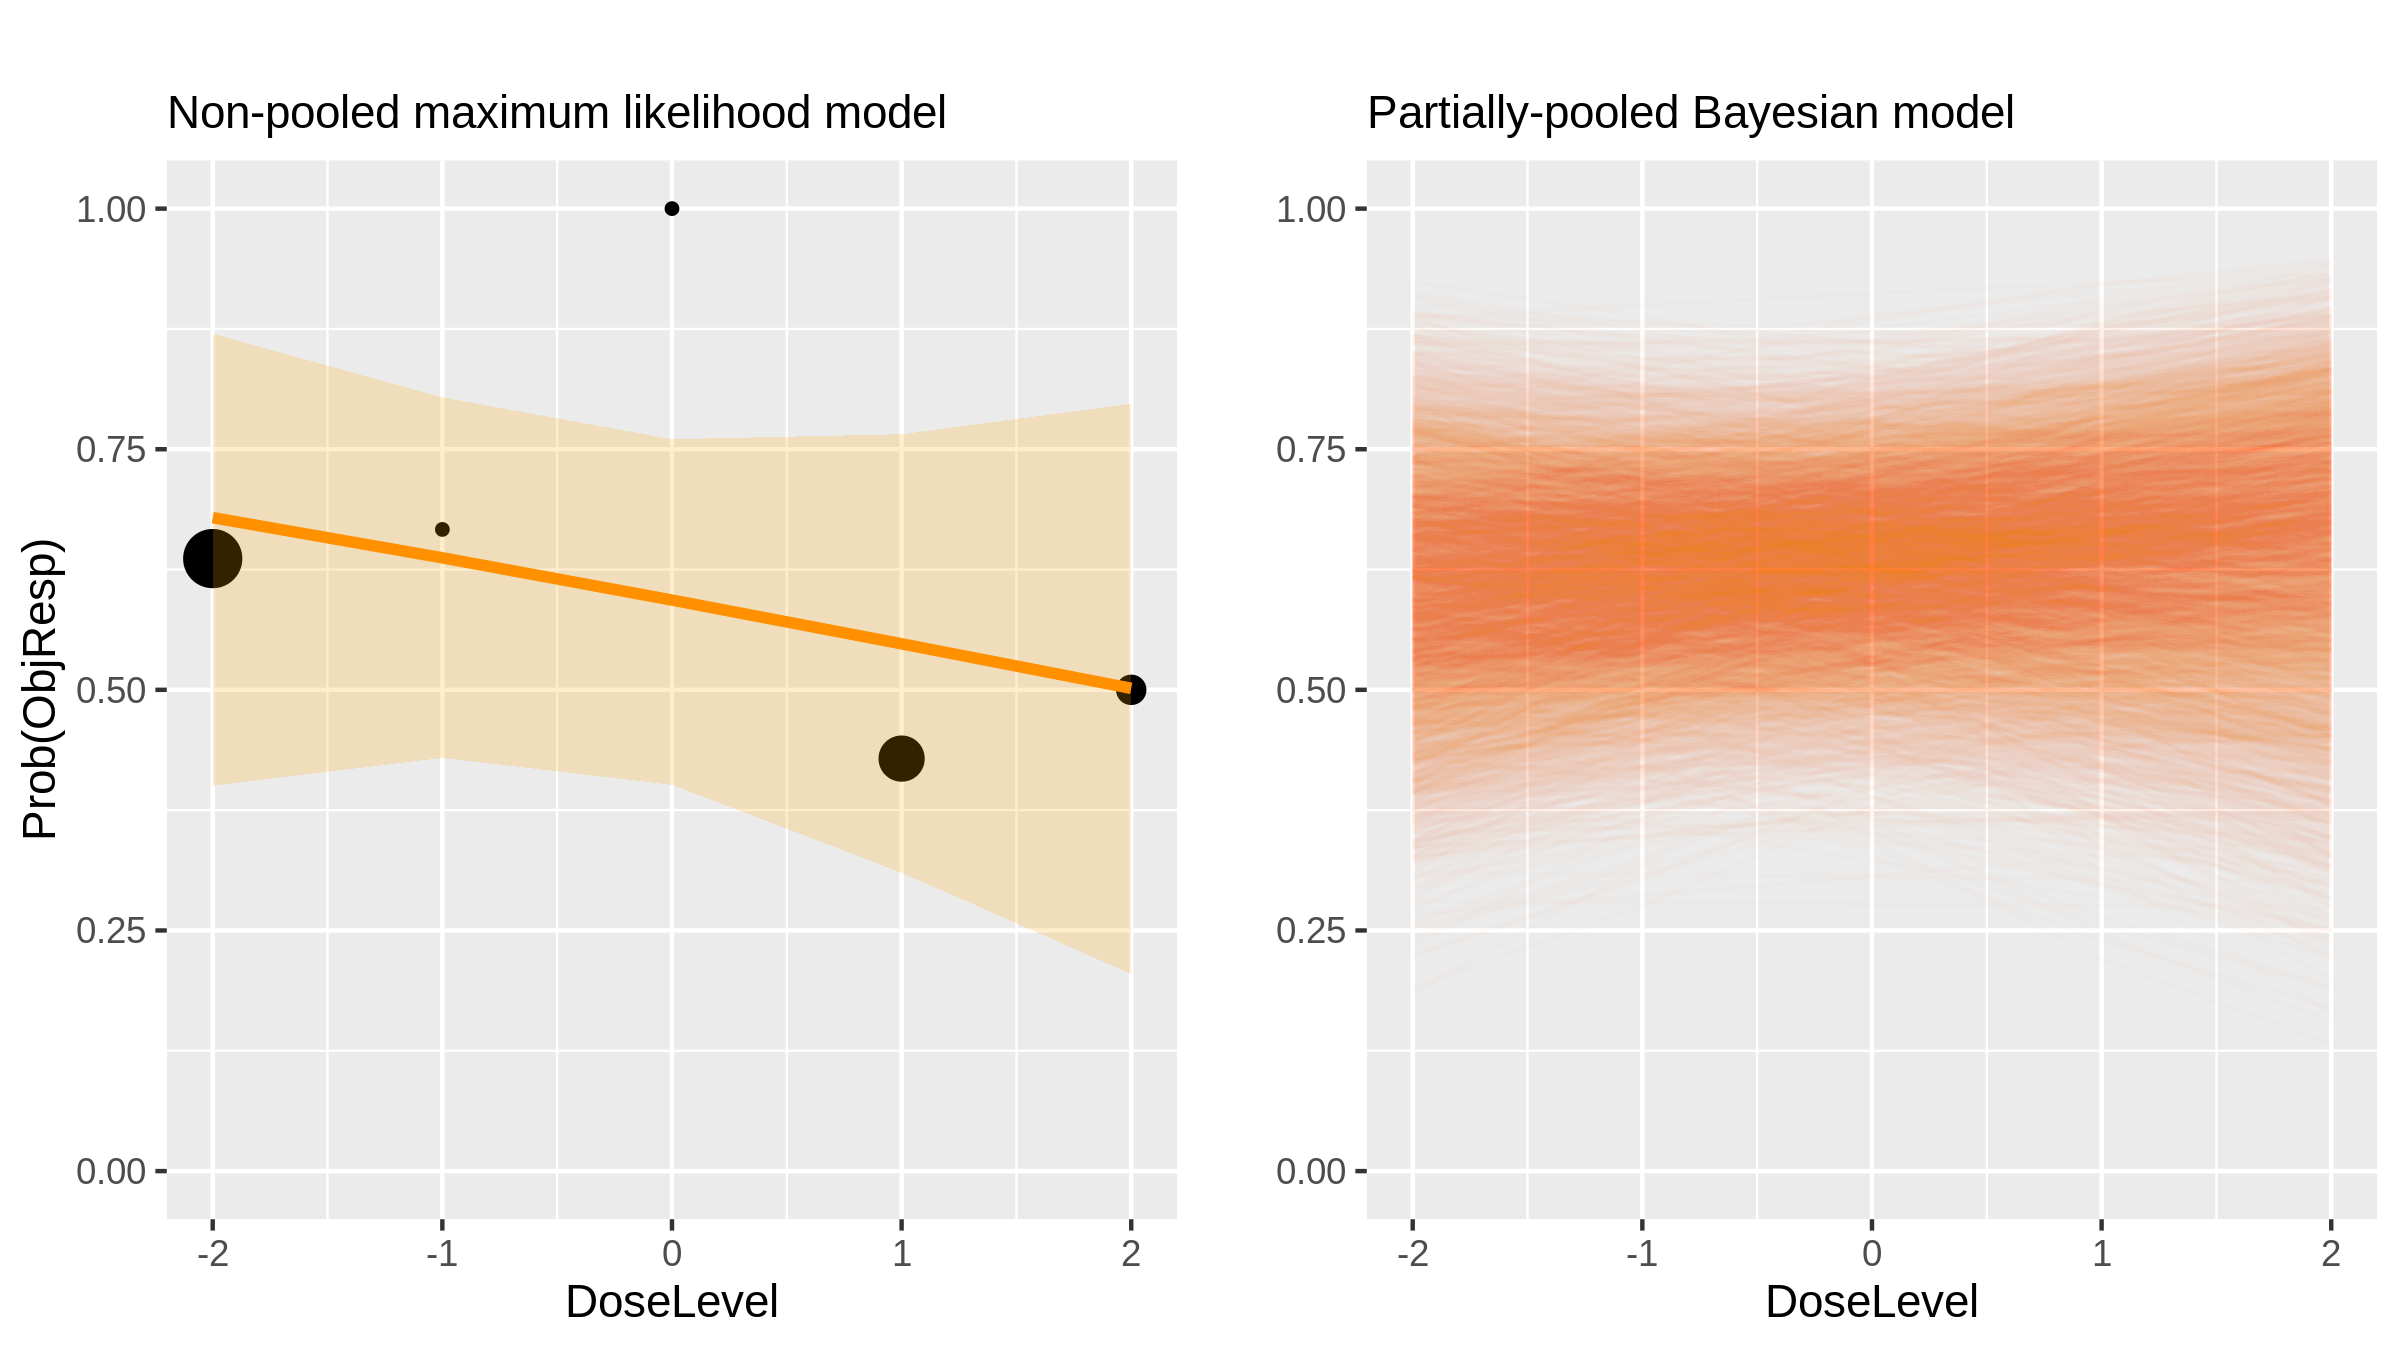 Non-pooled maximum likelihood model
Prob(ObjResp)
1.00
0.75
0.50
0.25
0.00
-2 -1 0 1 2
DoseLevel
Partially-pooled Bayesian model
1.00
0.75
0.50
0.25
0.00
-2 -1 0 1 2
DoseLevel